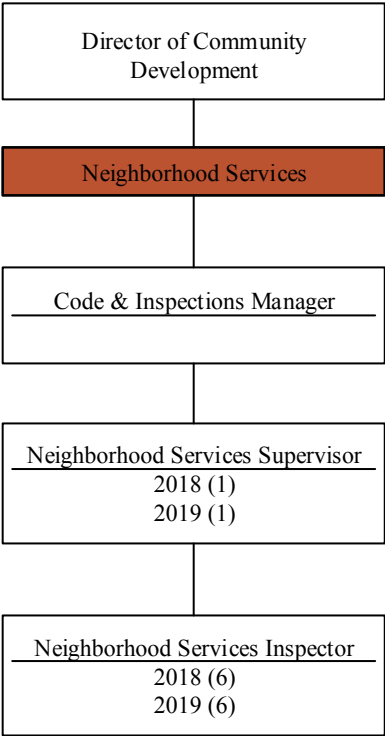 Director of Community
Development
Neighborhood Services
Code & Inspections Manager
Neighborhood Services Supervisor
2018 (1)
2019 (1)
Neighborhood Services Inspector
2018 (6)
2019 (6)